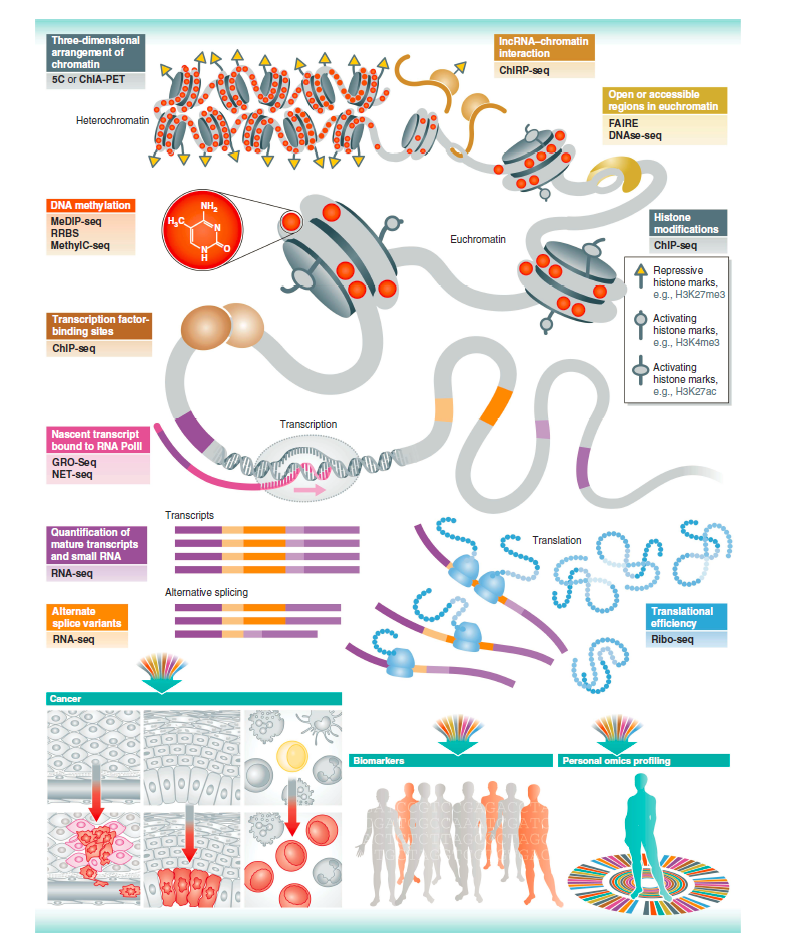 Three-dimensional
arrangement of
chromatin
5C or ChIA-PET
Heterochromatin
lncRNA–chromatin
interaction
ChIRP-seq
Open or accessible
regions in euchromatin
FAIRE
DNAse-seq
DNA methylation
MeDIP-seq
RRBS
MethylC-seq
NH2
H3C
N
N
H
O
Euchromatin
Histone
modifications
ChIP-seq
Repressive
histone marks,
e.g., H3K27me3
Activating
histone marks,
e.g., H3K4me3
Activating
histone marks,
e.g., H3K27ac
Transcription factor-
binding sites
ChIP-seq
Nascent transcript
bound to RNA PolII
GRO-Seq
NET-seq
Transcription
Transcripts
Quantification of
mature transcripts
and small RNA
RNA-seq
Alternative splicing
Alternate
splice variants
RNA-seq
Translation
Translational
efficiency
Ribo-seq
Cancer
Biomarkers
Personal omics profiling